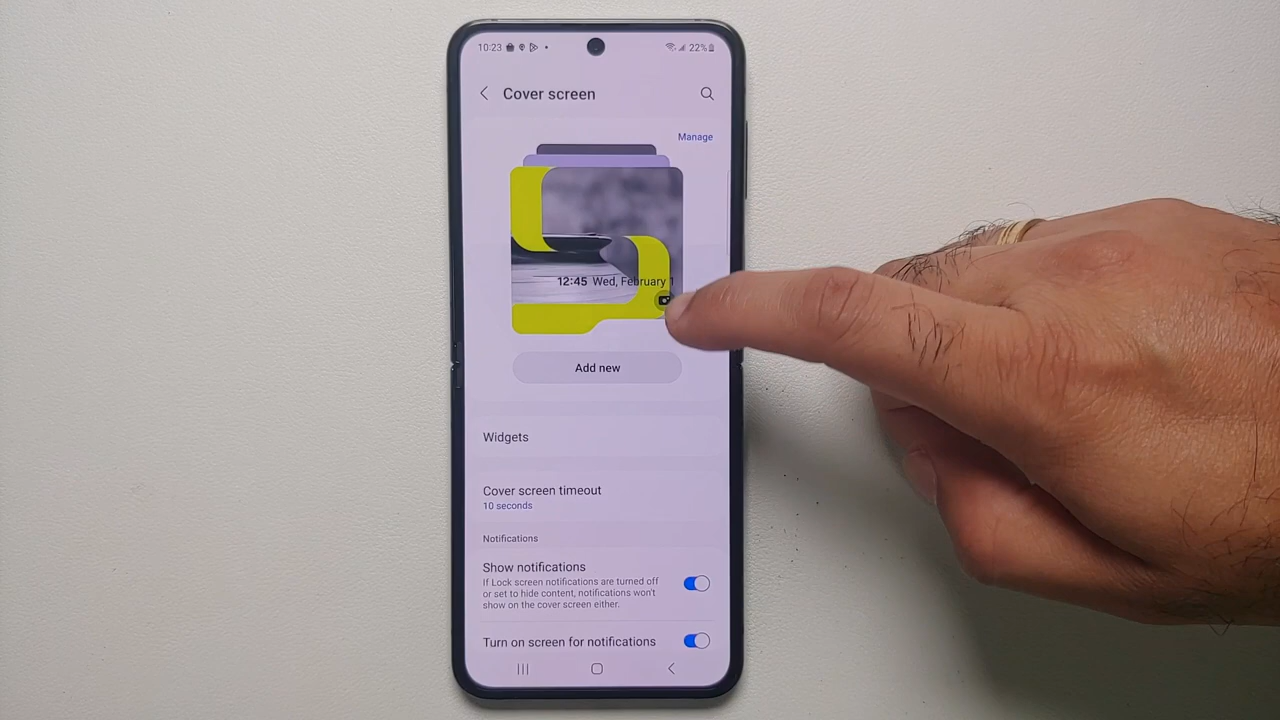 10:23 22%
Cover screen
Manage
12:45 Wed, February 1
Add new
Widgets
Cover screen timeout
10 seconds
Notifications
Show notifications
If Lock screen notifications are turned off
or set to hide content, notifications won't
show on the cover screen either.
Turn on screen for notifications